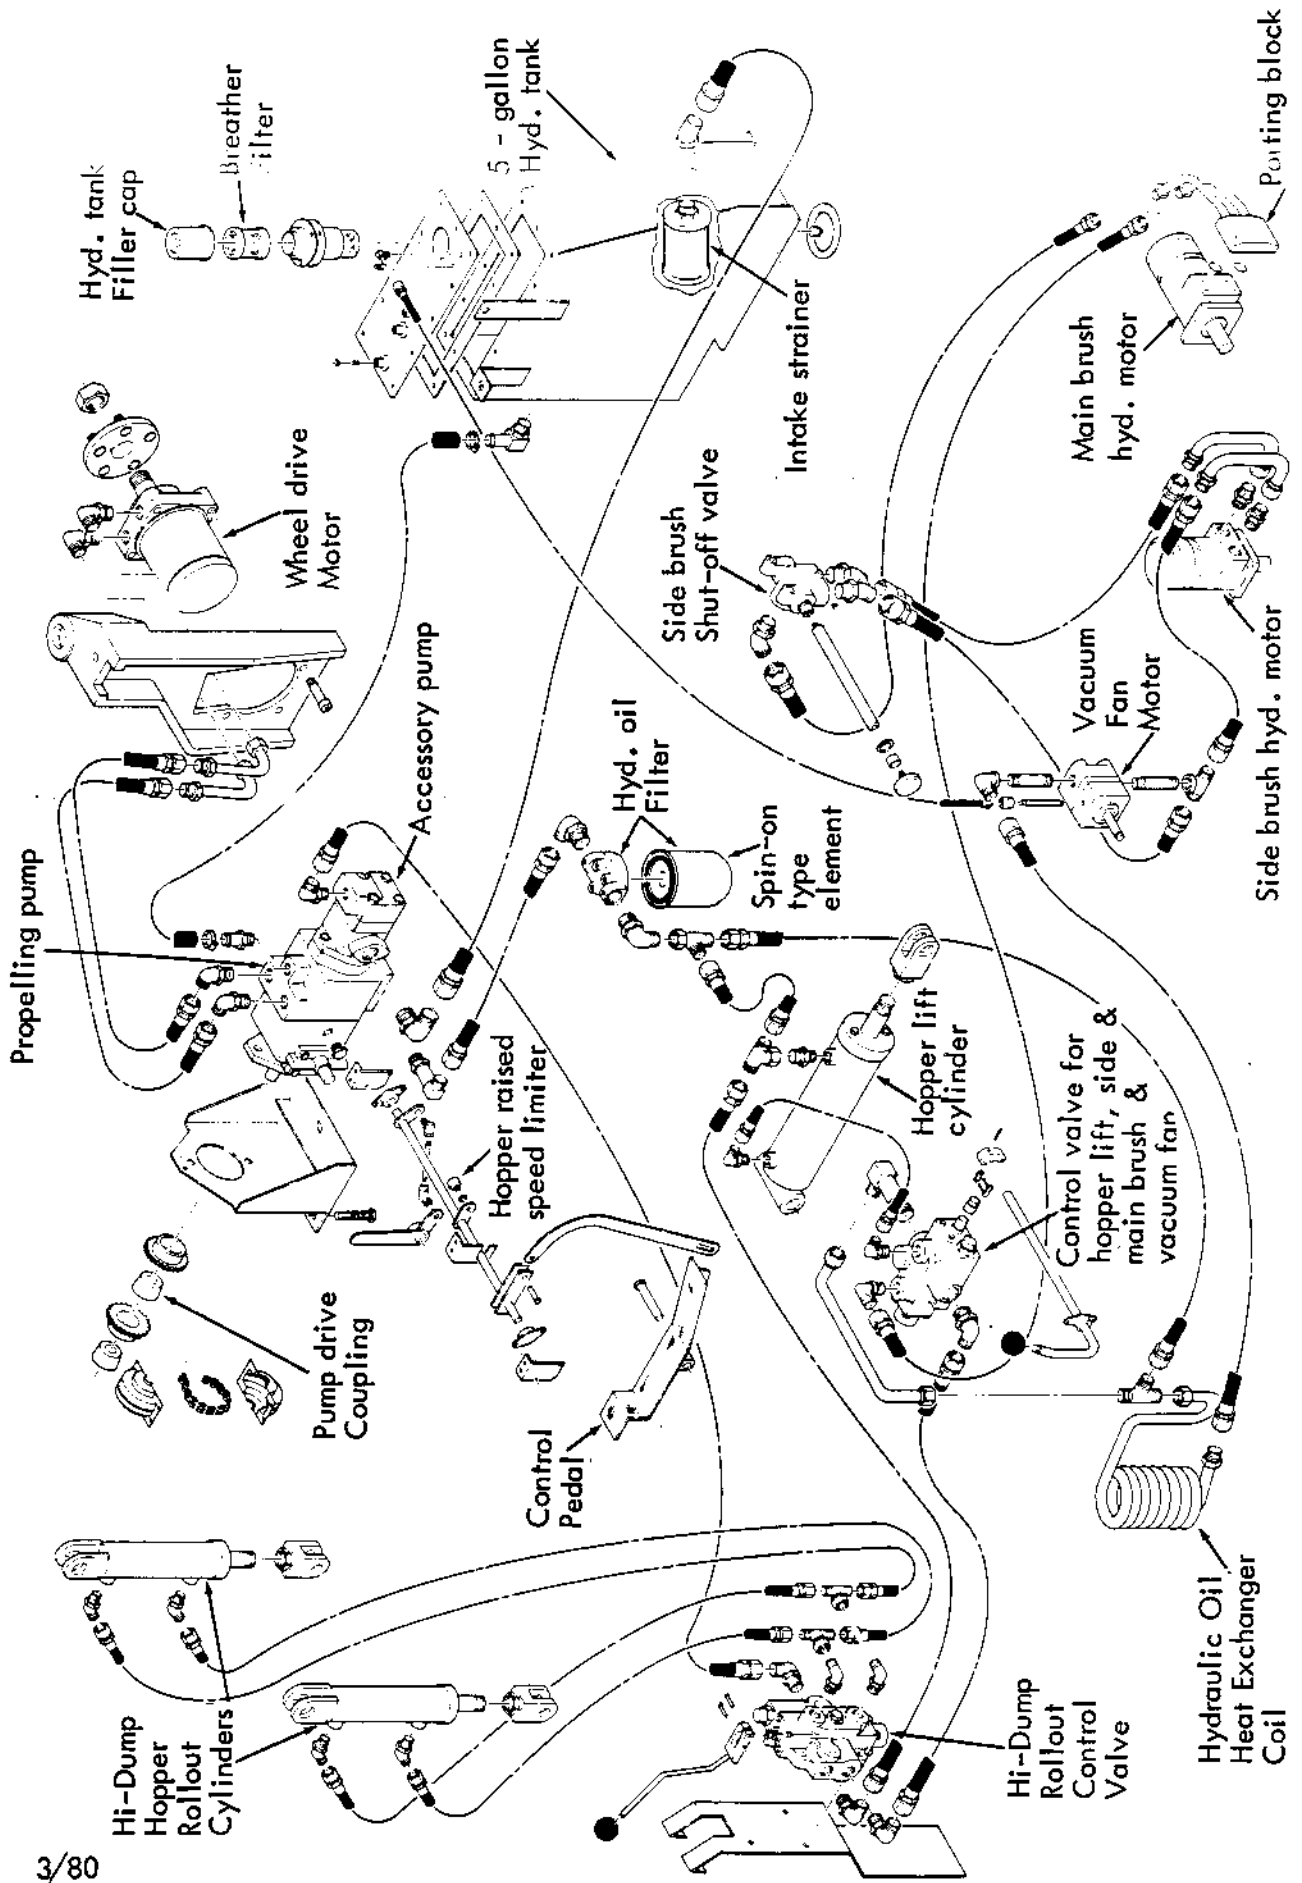 Hyd. tank
Filler cap
Breather
Filter
5 - gallon
Hyd. tank
Wheel drive
Motor
Intake strainer
Propelling pump
Accessory pump
Side brush
Shut-off valve
Main brush
hyd. motor
Porting block
Hyd. oil
Filter
Spin-on
type
element
Vacuum
Fan
Motor
Side brush hyd. motor
Pump drive
Coupling
Hopper raised
speed limiter
Hopper lift
cylinder
Control valve for
hopper lift, side &
main brush &
vacuum fan
Control
Pedal
Hi-Dump
Hopper
Rollout
Cylinders
Hi-Dump
Rollout
Control
Valve
Hydraulic Oil
Heat Exchanger
Coil
3/80